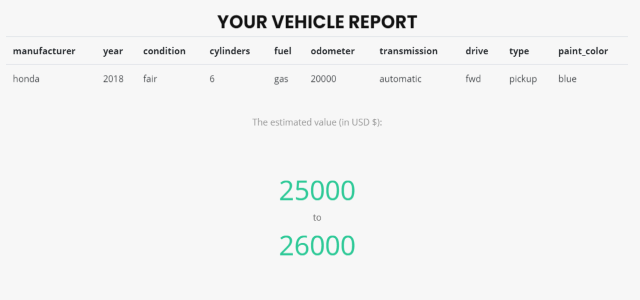 YOUR VEHICLE REPORT
manufacturer year condition cylinders fuel odometer transmission drive type paint_color
honda 2018 fair 6 gas 20000 automatic fwd pickup blue
The estimated value (in USD $):
25000
to
26000